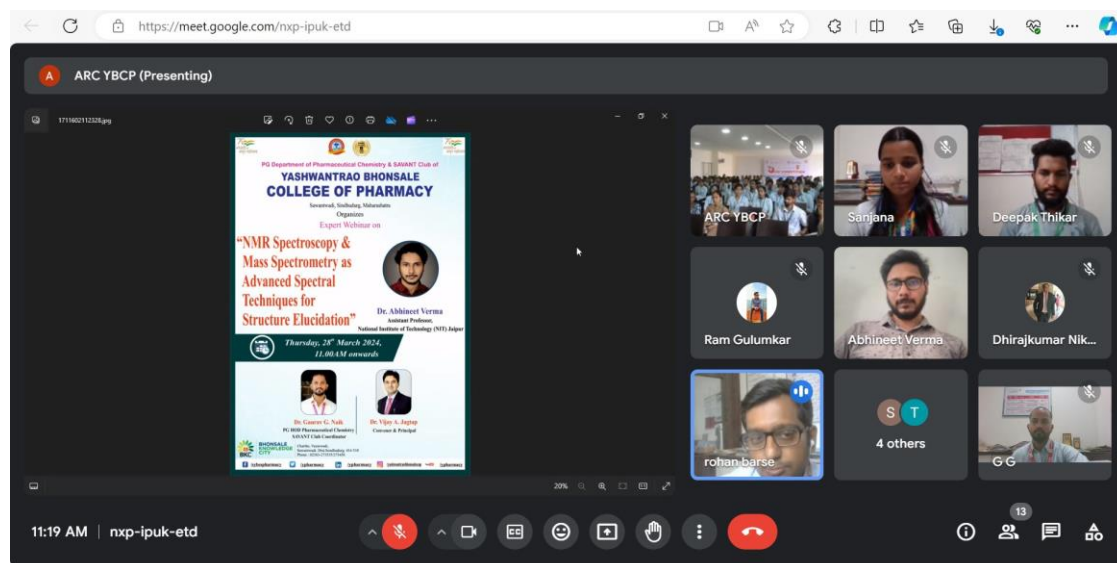 https://meet.google.com/nxp-ipuk-etd
A
ARC YBCP (Presenting)
1711602112328.jpg
PG Department of Pharmaceutical Chemistry & SAVANT Club of
YASHWANTRAO BHONSALE
COLLEGE OF PHARMACY
Sawantwadi, Sindhudurg, Maharashtra
Organizes
Expert Webinar on
“NMR Spectroscopy &
Mass Spectrometry as
Advanced Spectral
Techniques for
Structure Elucidation”
Dr. Abhineet Verma
Assistant Professor,
National Institute of Technology (NIT) Jaipur
Thursday, 28th March 2024,
11.00AM onwards
Dr. Gaurav G. Naik
PG HOD Pharmaceutical Chemistry
SAVANT Club Coordinator
Dr. Vijay A. Jagtap
Convener & Principal
BKC
BHONSALE
KNOWLEDGE
CITY
20%
ARC YBCP
Sanjana
Deepak Thikar
Ram Gulumkar
Abhineet Verma
Dhirajkumar Nik...
rohan barse
S T
4 others
G G
11:19 AM | nxp-ipuk-etd
CC
13